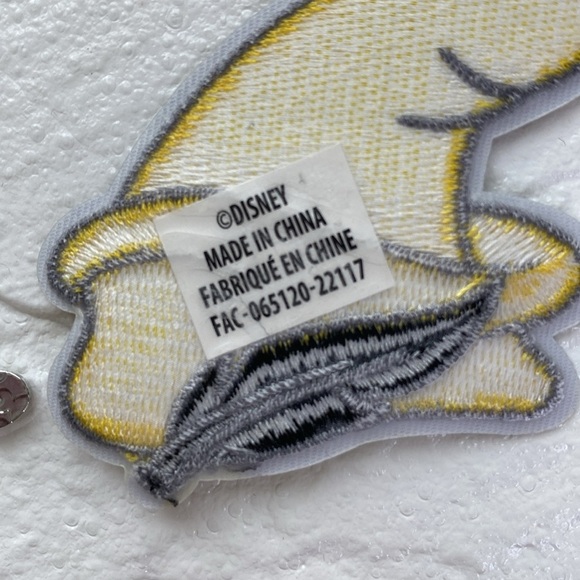 ©DISNEY
MADE IN CHINA
FABRIQUÉ EN CHINE
FAC-065120-22117